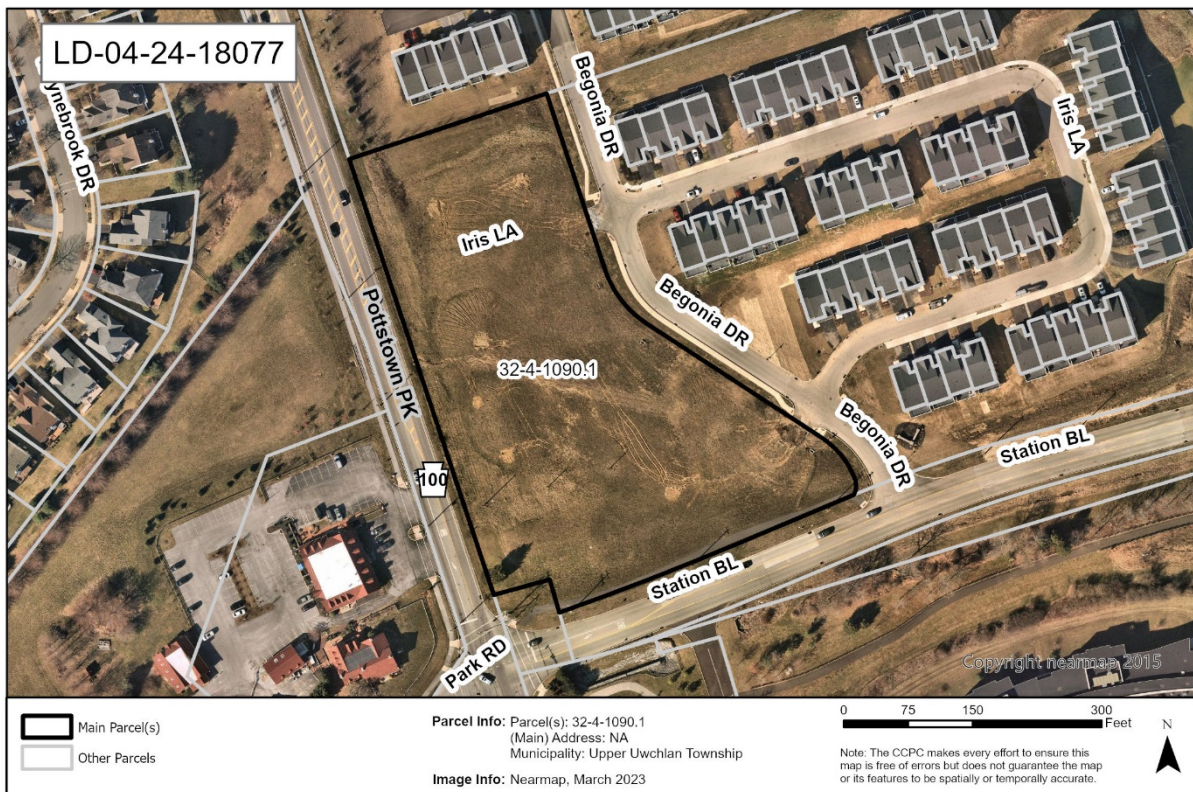 LD-04-24-18077
ynebrook DR
Begonia DR
Iris LA
Iris LA
Pottstown PK
Begonia DR
32-4-1090.1
100
Begonia DR
Station BL
Station BL
Park RD
Copyright nearmap 2015
Main Parcel(s)
Other Parcels
Parcel Info: Parcel(s): 32-4-1090.1
(Main) Address: NA
Municipality: Upper Uwchlan Township
Image Info: Nearmap, March 2023
0 75 150 300
Feet
N
Note: The CCPC makes every effort to ensure this
map is free of errors but does not guarantee the map
or its features to be spatially or temporally accurate.